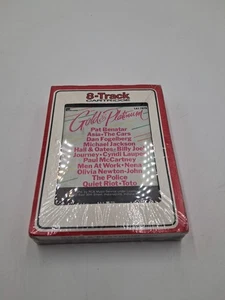 8-Track
CARTRIDGE
Gold & Platinum
Pat Benatar
Asia • The Cars
Dan Fogelberg
Michael Jackson
Hall & Oates • Billy Joel
Journey • Cyndi Lauper
Paul McCartney
Men At Work • Nena
Olivia Newton-John
The Police
Quiet Riot • Toto